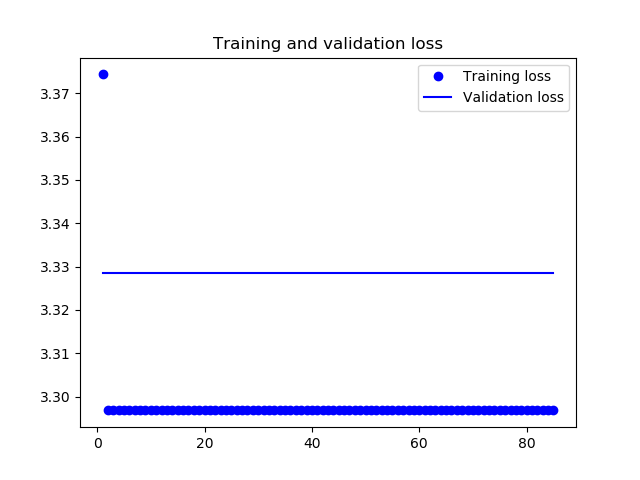 Training and validation loss
Training loss
Validation loss
3.37
3.36
3.35
3.34
3.33
3.32
3.31
3.30
0 20 40 60 80